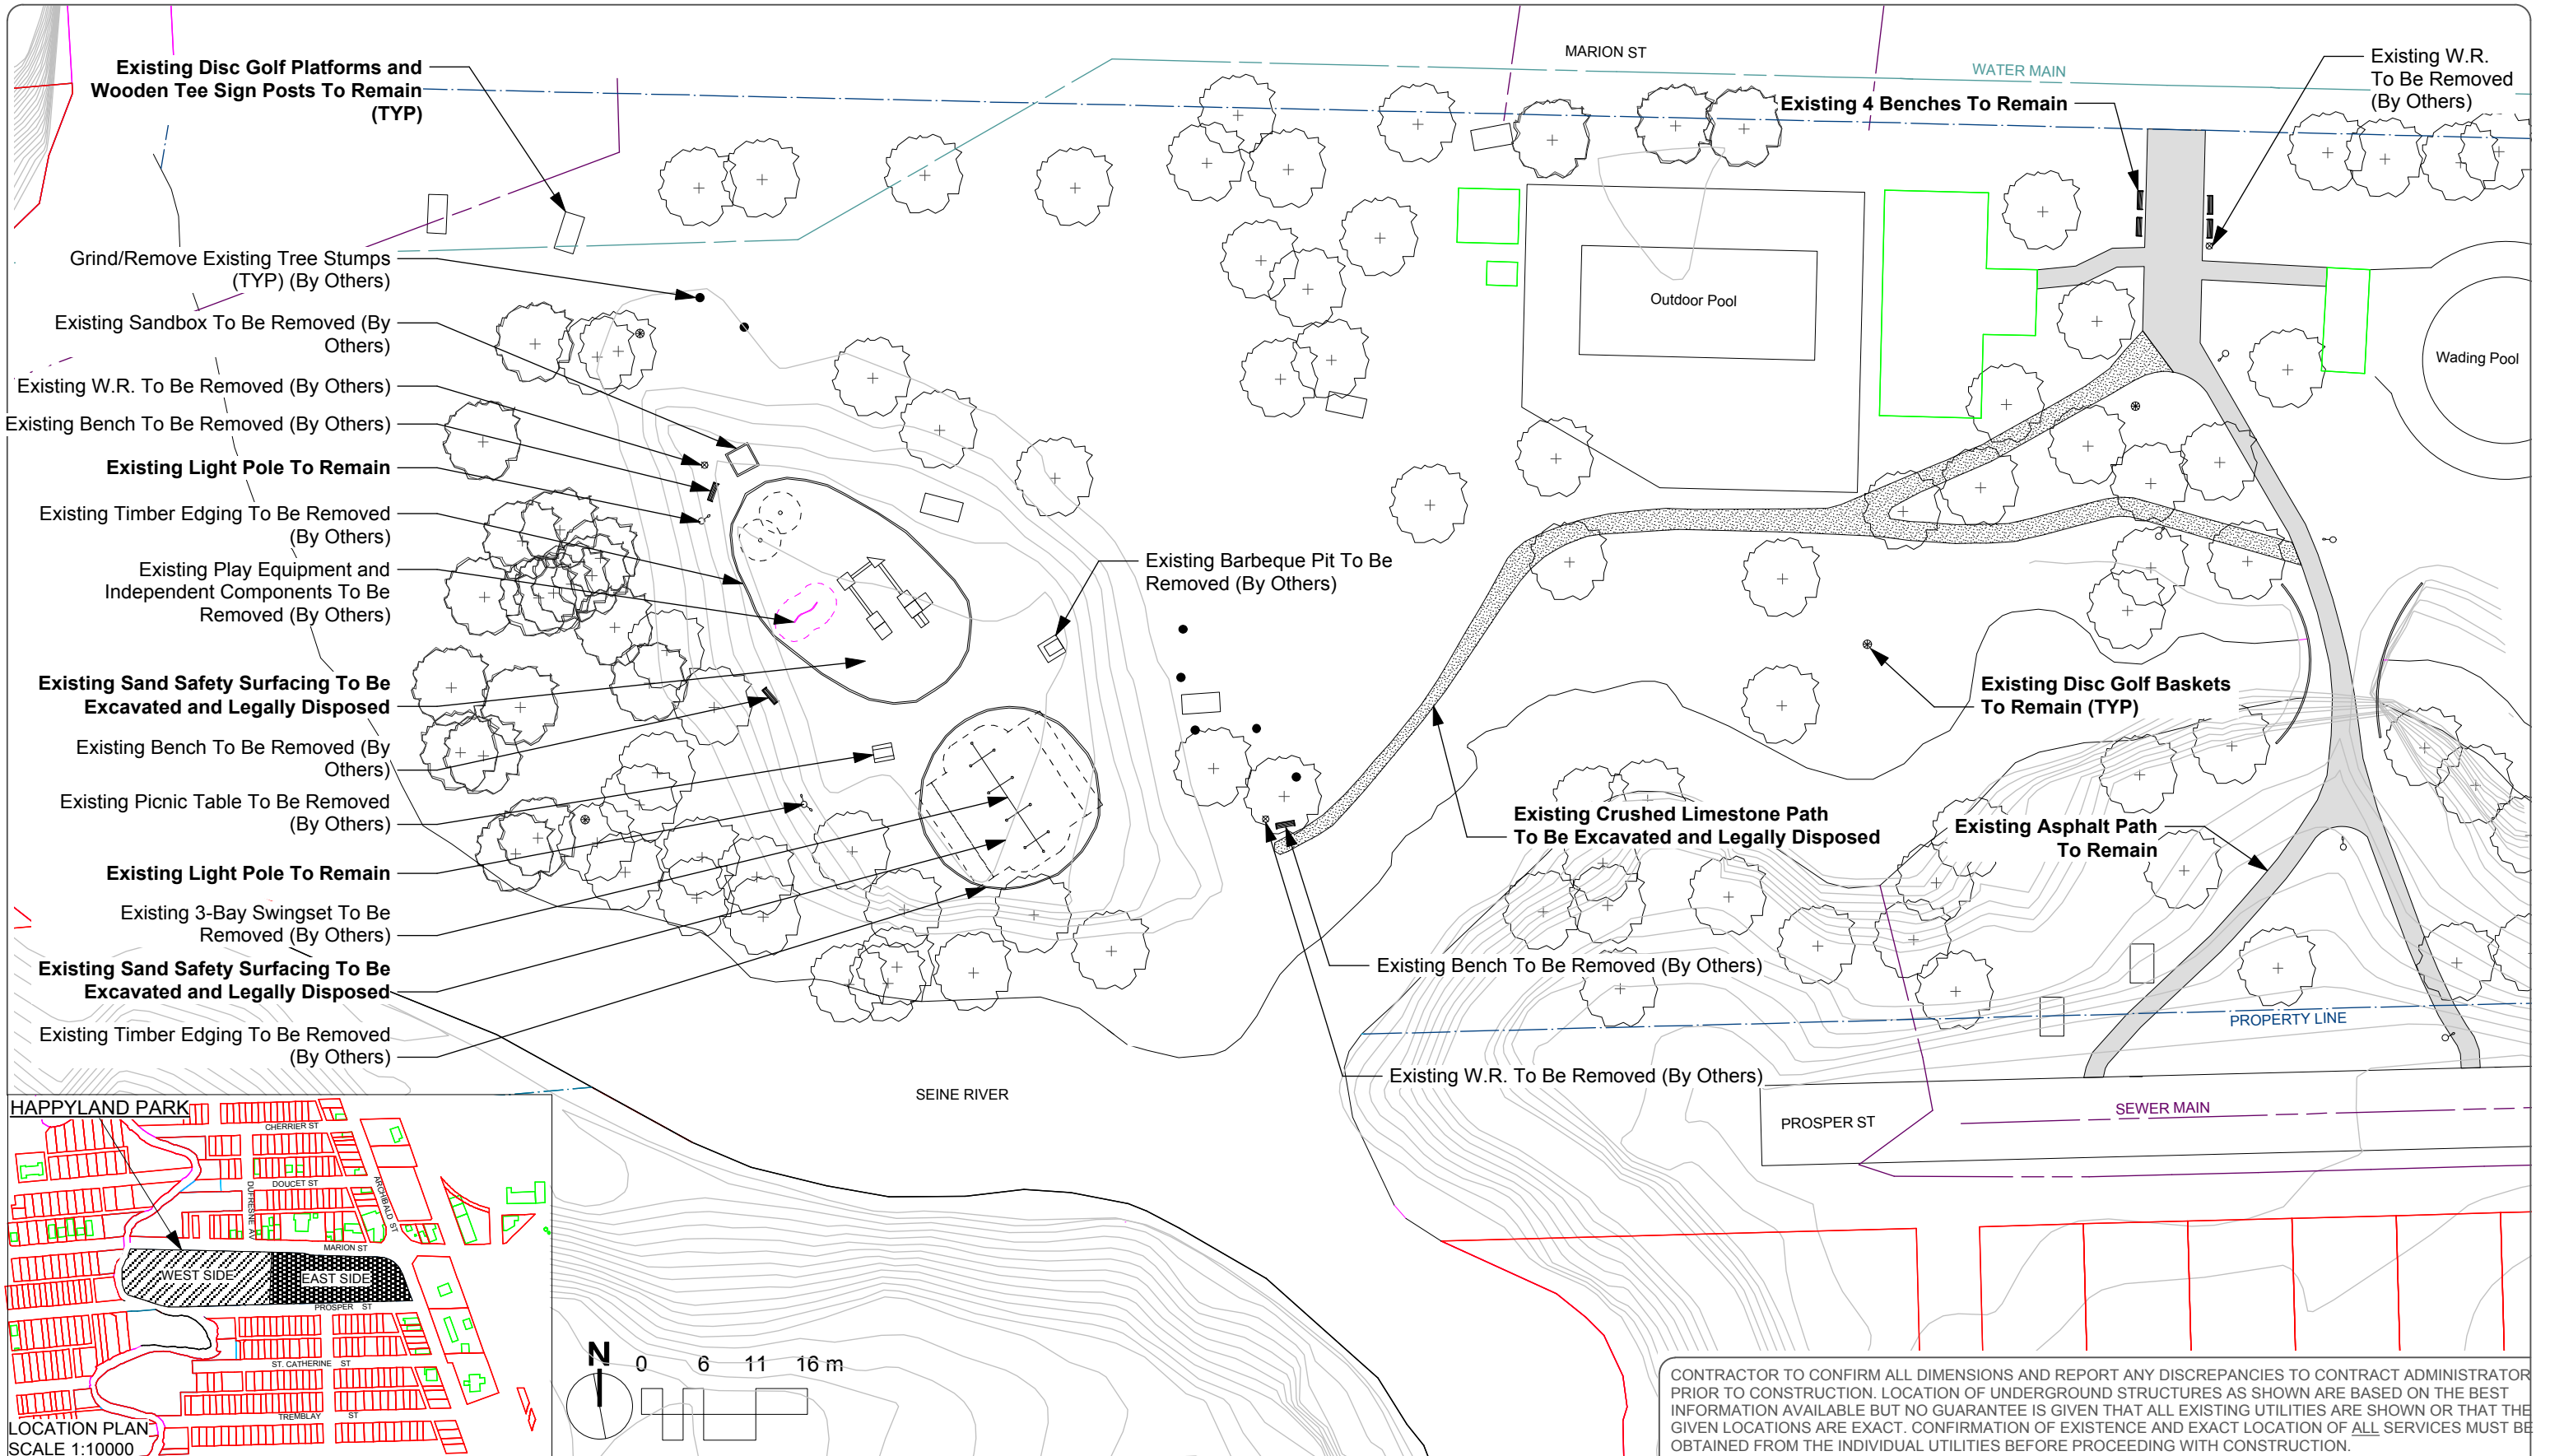 MARION ST
WATER MAIN
Existing Disc Golf Platforms and
Wooden Tee Sign Posts To Remain
(TYP)
Existing 4 Benches To Remain
Existing W.R.
To Be Removed
(By Others)
Grind/Remove Existing Tree Stumps
(TYP) (By Others)
Existing Sandbox To Be Removed (By
Others)
Existing W.R. To Be Removed (By Others)
Existing Bench To Be Removed (By Others)
Existing Light Pole To Remain
Existing Timber Edging To Be Removed
(By Others)
Existing Play Equipment and
Independent Components To Be
Removed (By Others)
Existing Sand Safety Surfacing To Be
Excavated and Legally Disposed
Existing Bench To Be Removed (By
Others)
Existing Picnic Table To Be Removed
(By Others)
Existing Light Pole To Remain
Existing 3-Bay Swingset To Be
Removed (By Others)
Existing Sand Safety Surfacing To Be
Excavated and Legally Disposed
Existing Timber Edging To Be Removed
(By Others)
Existing Barbeque Pit To Be
Removed (By Others)
Outdoor Pool
Wading Pool
Existing Disc Golf Baskets
To Remain (TYP)
Existing Crushed Limestone Path
To Be Excavated and Legally Disposed
Existing Asphalt Path
To Remain
Existing Bench To Be Removed (By Others)
Existing W.R. To Be Removed (By Others)
PROPERTY LINE
SEINE RIVER
SEWER MAIN
PROSPER ST
HAPPYLAND PARK
CHERRIER ST
DOUCET ST
DUFRESNE AV
ARCHIBALD ST
MARION ST
WEST SIDE
EAST SIDE
PROSPER ST
ST. CATHERINE ST
TREMBLAY ST
LOCATION PLAN
SCALE 1:10000
N
0 6 11 16 m
CONTRACTOR TO CONFIRM ALL DIMENSIONS AND REPORT ANY DISCREPANCIES TO CONTRACT ADMINISTRATOR
PRIOR TO CONSTRUCTION. LOCATION OF UNDERGROUND STRUCTURES AS SHOWN ARE BASED ON THE BEST
INFORMATION AVAILABLE BUT NO GUARANTEE IS GIVEN THAT ALL EXISTING UTILITIES ARE SHOWN OR THAT THE
GIVEN LOCATIONS ARE EXACT. CONFIRMATION OF EXISTENCE AND EXACT LOCATION OF ALL SERVICES MUST BE
OBTAINED FROM THE INDIVIDUAL UTILITIES BEFORE PROCEEDING WITH CONSTRUCTION.